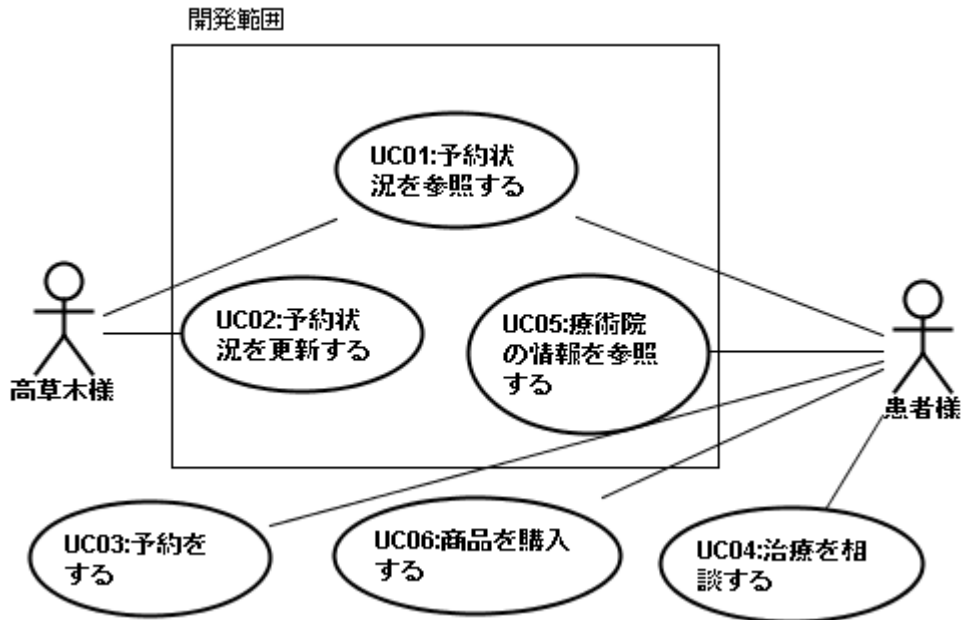 開発範囲
UC01:予約状
況を参照する
UC02:予約状
況を更新する
UC05:療術院
の情報を参照
する
高草木様
患者様
UC03:予約を
する
UC06:商品を購入
する
UC04:治療を相
談する